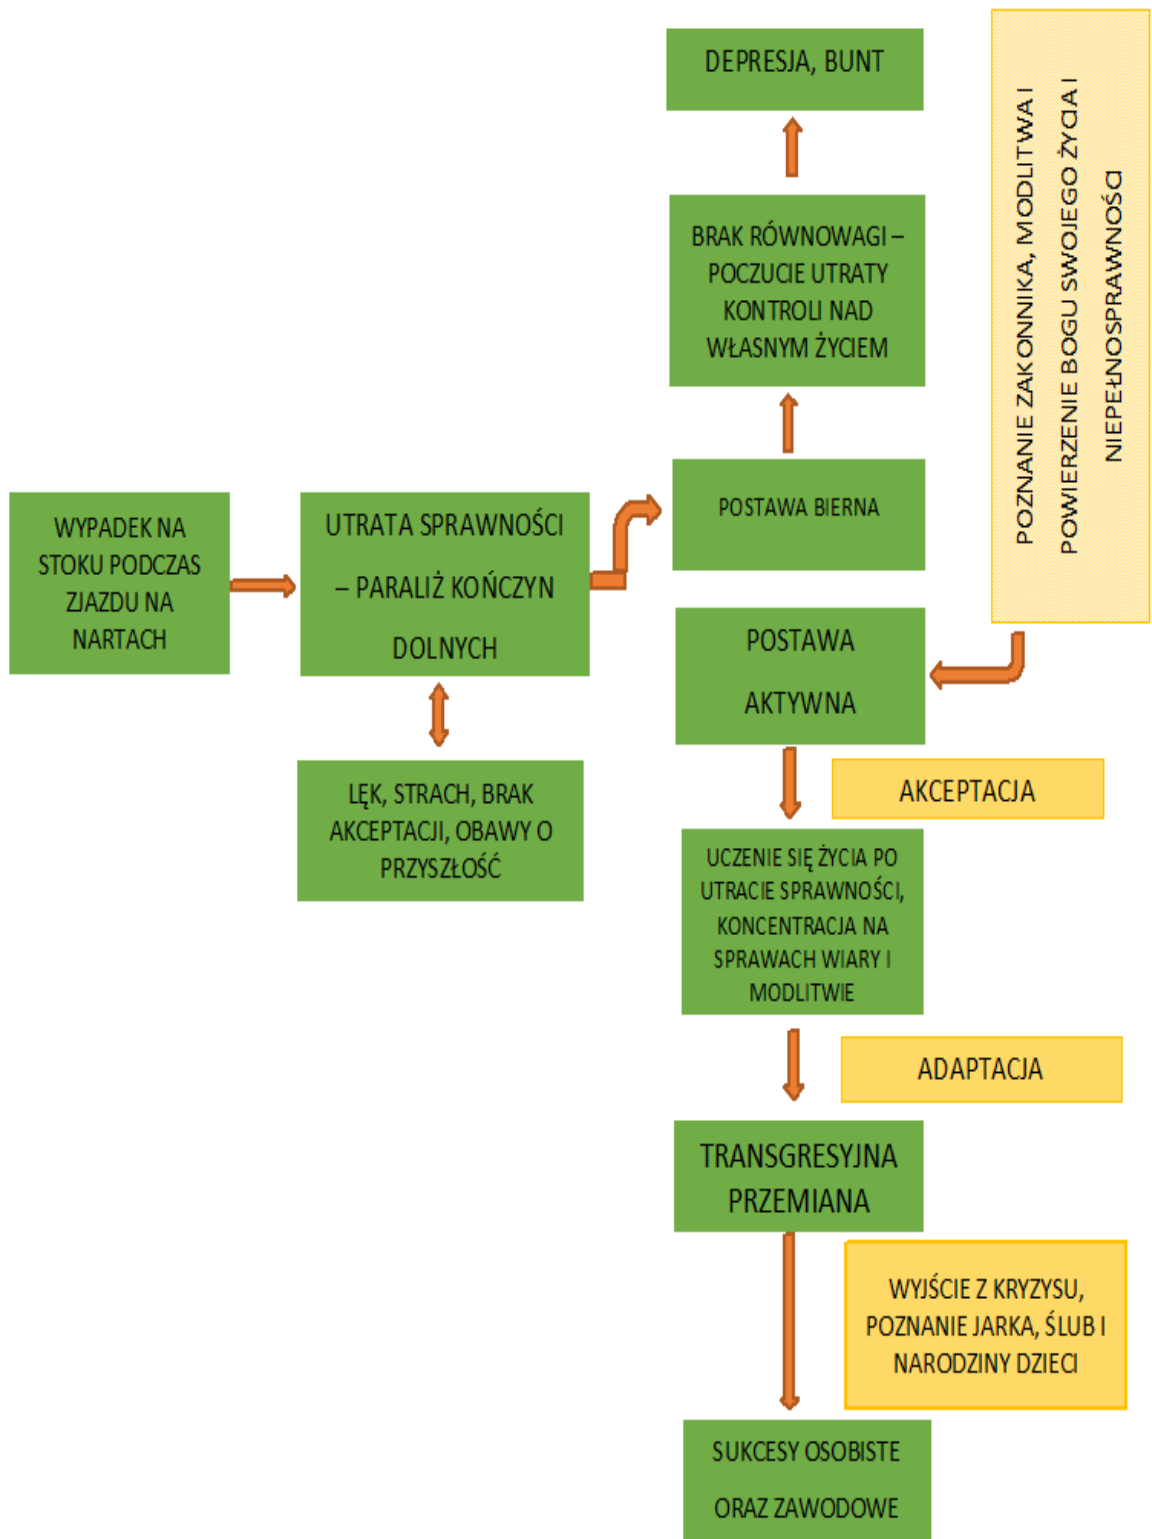 DEPRESJA, BUNT
BRAK RÓWNOWAGI –
POCZUCIE UTRATY
KONTROLI NAD
WŁASNYM ŻYCIEM
POSTAWA BIERNA
POZNANIE ZAKONNIKA, MODLITWA I
POWIERZENIE BOGU SWOJEGO ŻYCIA I
NIEPEŁNOSPRAWNOŚCI
WYPADEK NA
STOKU PODCZAS
ZJAZDU NA
NARTACH
UTRATA SPRAWNOŚCI
– PARALIŻ KOŃCZYN
DOLNYCH
LĘK, STRACH, BRAK
AKCEPTACJI, OBAWY O
PRZYSZŁOŚĆ
POSTAWA
AKTYWNA
AKCEPTACJA
UCZENIE SIĘ ŻYCIA PO
UTRACIE SPRAWNOŚCI,
KONCENTRACJA NA
SPRAWACH WIARY I
MODLITWIE
ADAPTACJA
TRANSGRESYJNA
PRZEMIANA
WYJŚCIE Z KRYZYSU,
POZNANIE JARKA, ŚLUB I
NARODZINY DZIECI
SUKCESY OSOBISTE
ORAZ ZAWODOWE